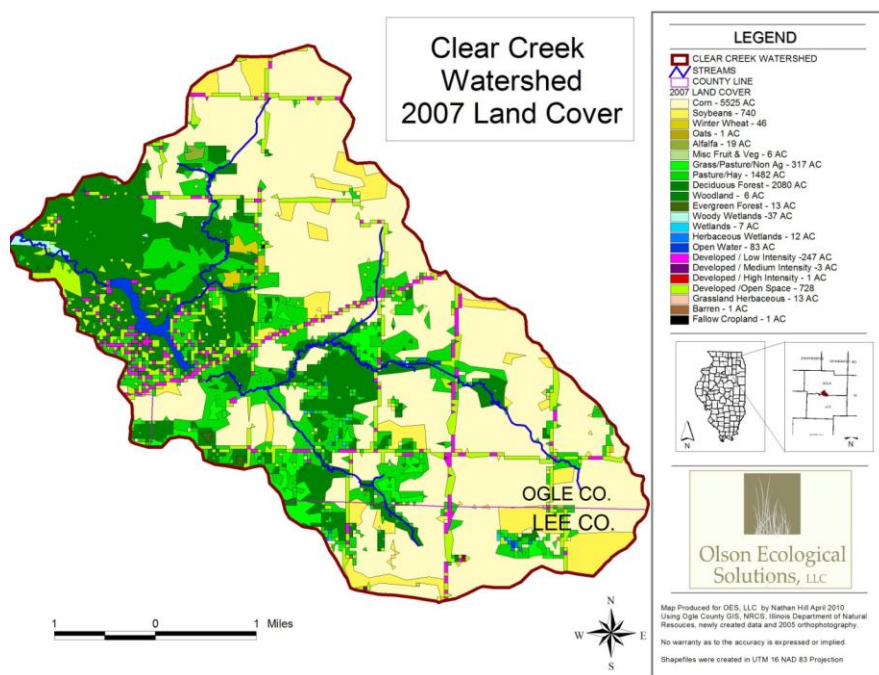 Clear Creek
Watershed
2007 Land Cover
OGLE CO.
LEE CO.
1 0 1 Miles
N
W E
S
LEGEND
CLEAR CREEK WATERSHED
STREAMS
COUNTY LINE
2007 LAND COVER
Corn - 5525 AC
Soybeans - 740
Winter Wheat - 46
Oats - 1 AC
Alfalfa - 19 AC
Misc Fruit & Veg - 6 AC
Grass/Pasture/Non Ag - 317 AC
Pasture/Hay - 1482 AC
Deciduous Forest - 2080 AC
Woodland - 6 AC
Evergreen Forest - 13 AC
Woody Wetlands -37 AC
Wetlands - 7 AC
Herbaceous Wetlands - 12 AC
Open Water - 83 AC
Developed / Low Intensity -247 AC
Developed / Medium Intensity -3 AC
Developed / High Intensity - 1 AC
Developed /Open Space - 728
Grassland Herbaceous - 13 AC
Barren - 1 AC
Fallow Cropland - 1 AC
N
N
Olson Ecological
Solutions, LLC
Map Produced for OES, LLC by Nathan Hill April 2010
Using Ogle County GIS, NRCS, Illinois Department of Natural
Resouces, newly created data and 2005 orthophotography.
No warranty as to the accuracy is expressed or implied.
Shapefiles were created in UTM 16 NAD 83 Projection